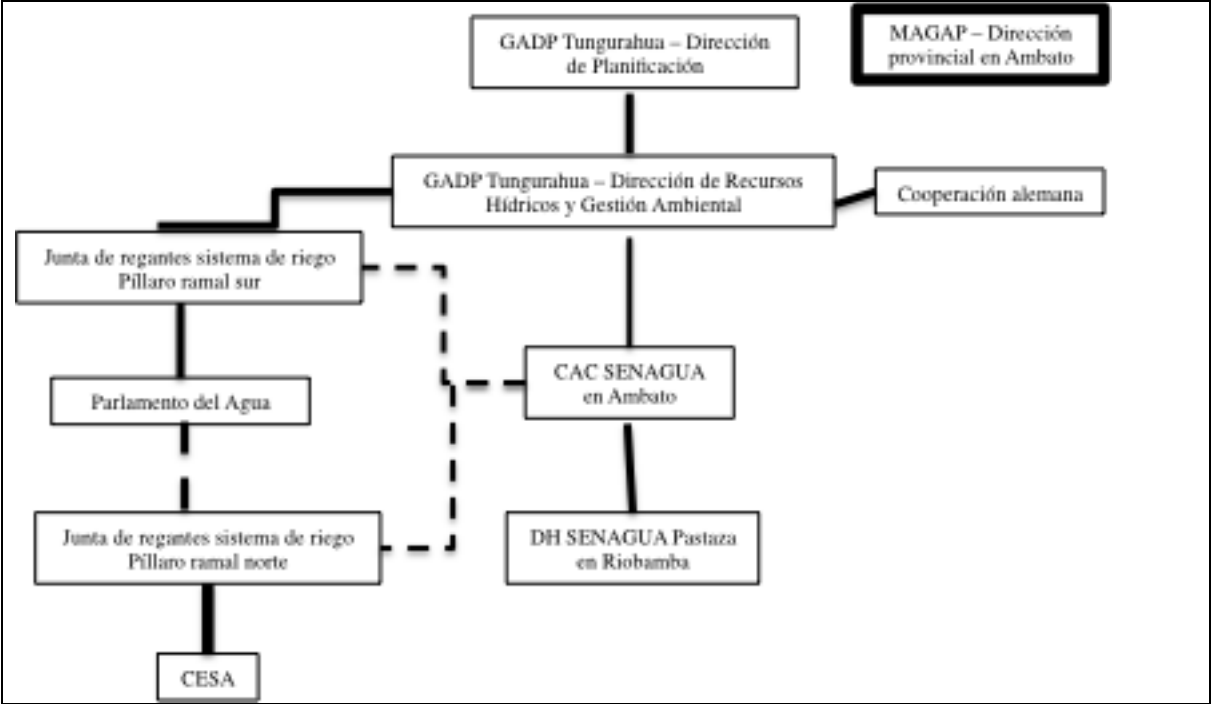 GADP Tungurahua – Dirección
de Planificación
MAGAP – Dirección
provincial en Ambato
GADP Tungurahua – Dirección de Recursos
Hídricos y Gestión Ambiental
Cooperación alemana
Junta de regantes sistema de riego
Píllaro ramal sur
CAC SENAGUA
en Ambato
Parlamento del Agua
Junta de regantes sistema de riego
Píllaro ramal norte
DH SENAGUA Pastaza
en Riobamba
CESA